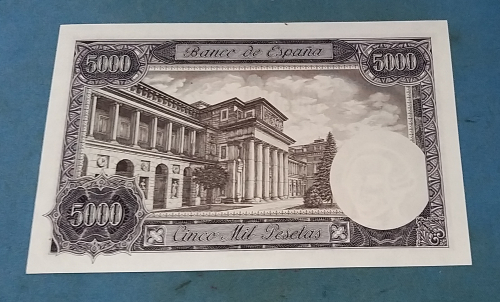 Banco de España
5000 5000
5000
Cinco Mil Pesetas